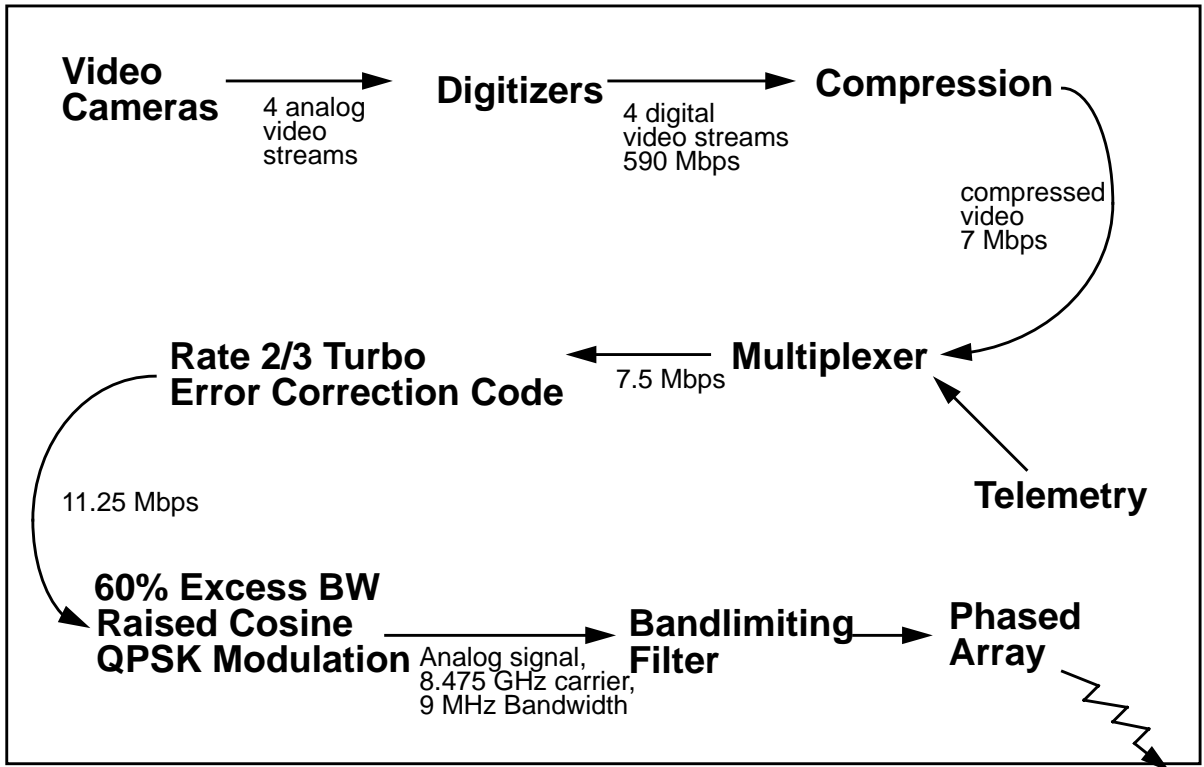 Video
Cameras
4 analog
video
streams
Digitizers
4 digital
video streams
590 Mbps
Compression
compressed
video
7 Mbps
Multiplexer
7.5 Mbps
Rate 2/3 Turbo
Error Correction Code
Telemetry
11.25 Mbps
60% Excess BW
Raised Cosine
QPSK Modulation
Analog signal,
8.475 GHz carrier,
9 MHz Bandwidth
Bandlimiting
Filter
Phased
Array